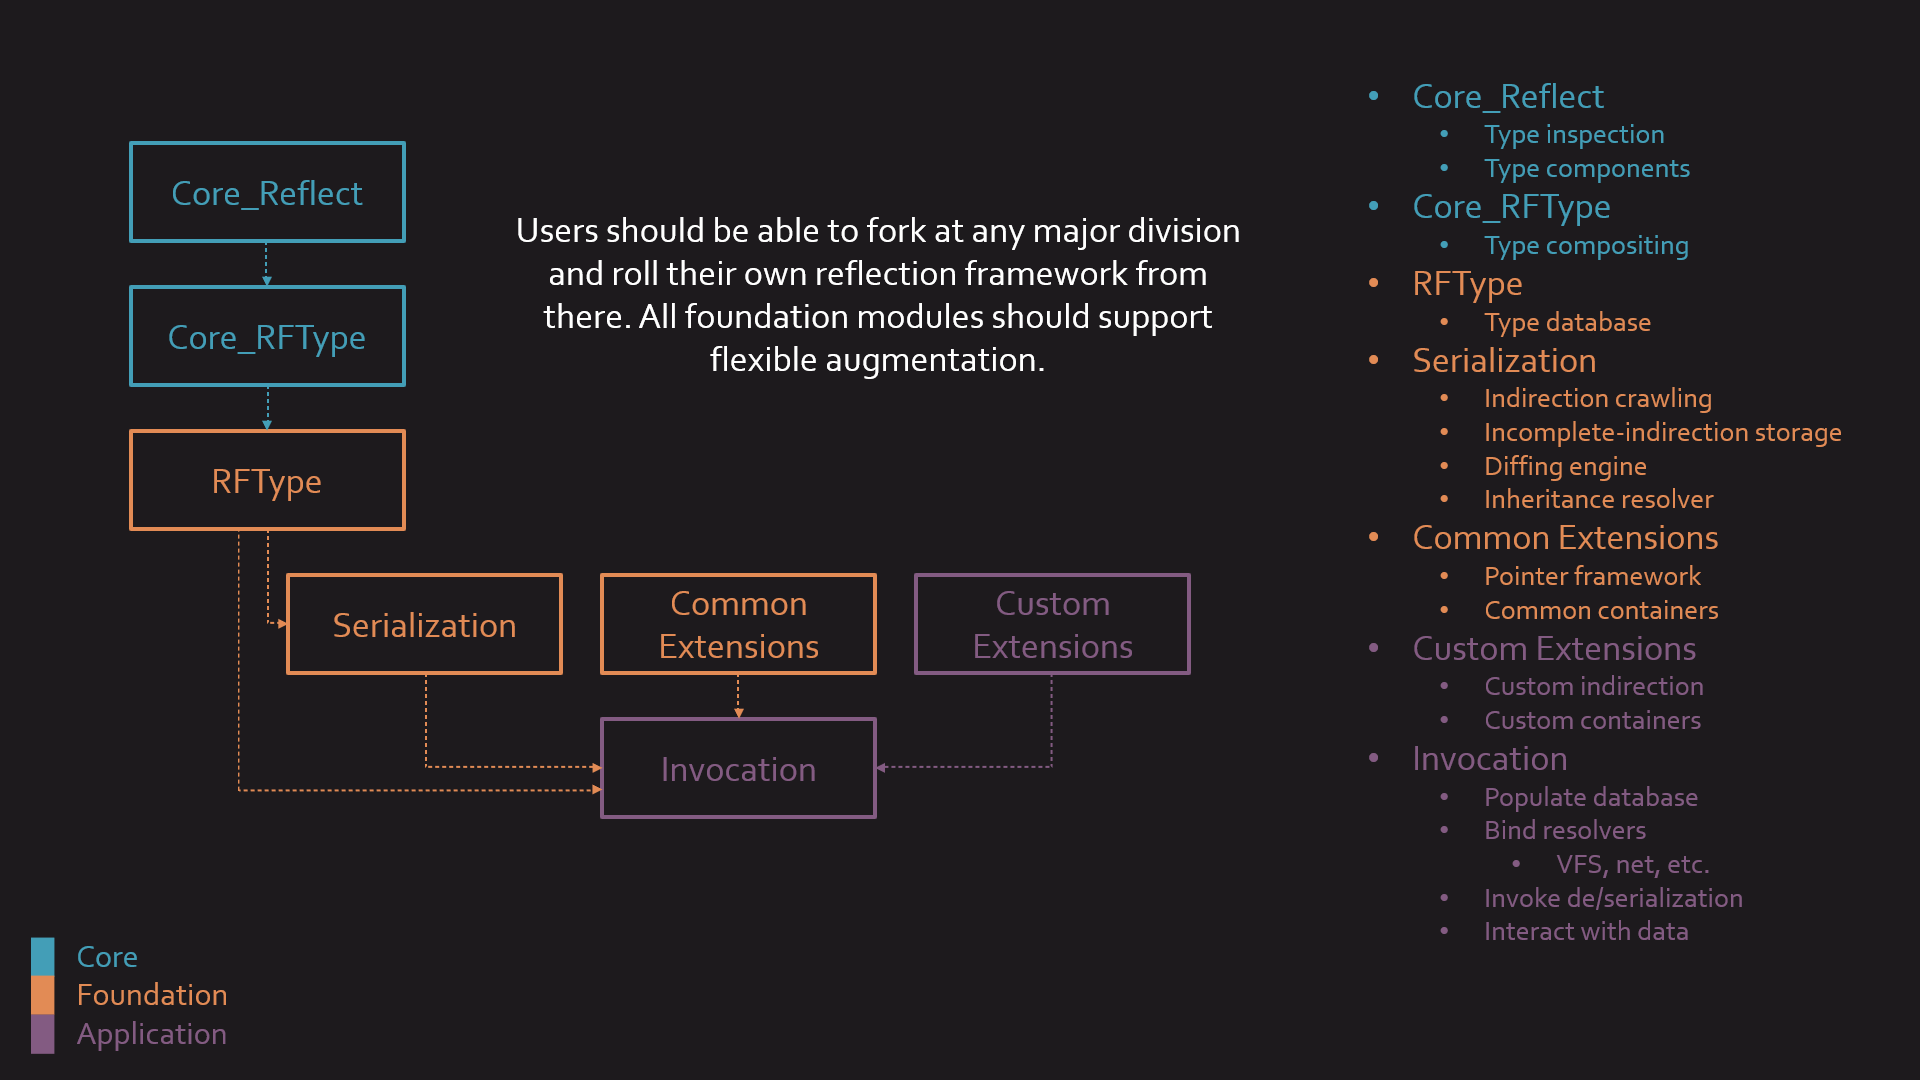 Core_Reflect
Core_RFType
RFType
Serialization
Common
Extensions
Custom
Extensions
Invocation
Users should be able to fork at any major division
and roll their own reflection framework from
there. All foundation modules should support
flexible augmentation.
• Core_Reflect
• Type inspection
• Type components
• Core_RFType
• Type compositing
• RFType
• Type database
• Serialization
• Indirection crawling
• Incomplete-indirection storage
• Diffing engine
• Inheritance resolver
• Common Extensions
• Pointer framework
• Common containers
• Custom Extensions
• Custom indirection
• Custom containers
• Invocation
• Populate database
• Bind resolvers
• VFS, net, etc.
• Invoke de/serialization
• Interact with data
Core
Foundation
Application